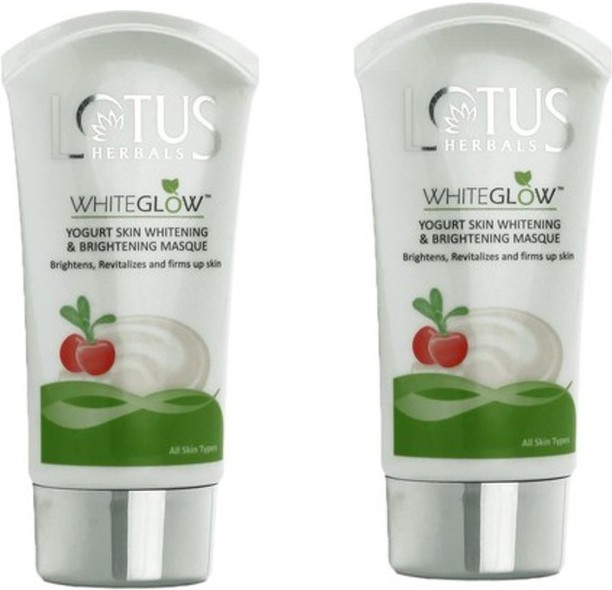 LOTUS
HERBALS
WHITEGLOW™
YOGURT SKIN WHITENING
& BRIGHTENING MASQUE
Brightens, Revitalizes and firms up skin
All Skin Types
LOTUS
HERBALS
WHITEGLOW™
YOGURT SKIN WHITENING
& BRIGHTENING MASQUE
Brightens, Revitalizes and firms up skin
All Skin Types